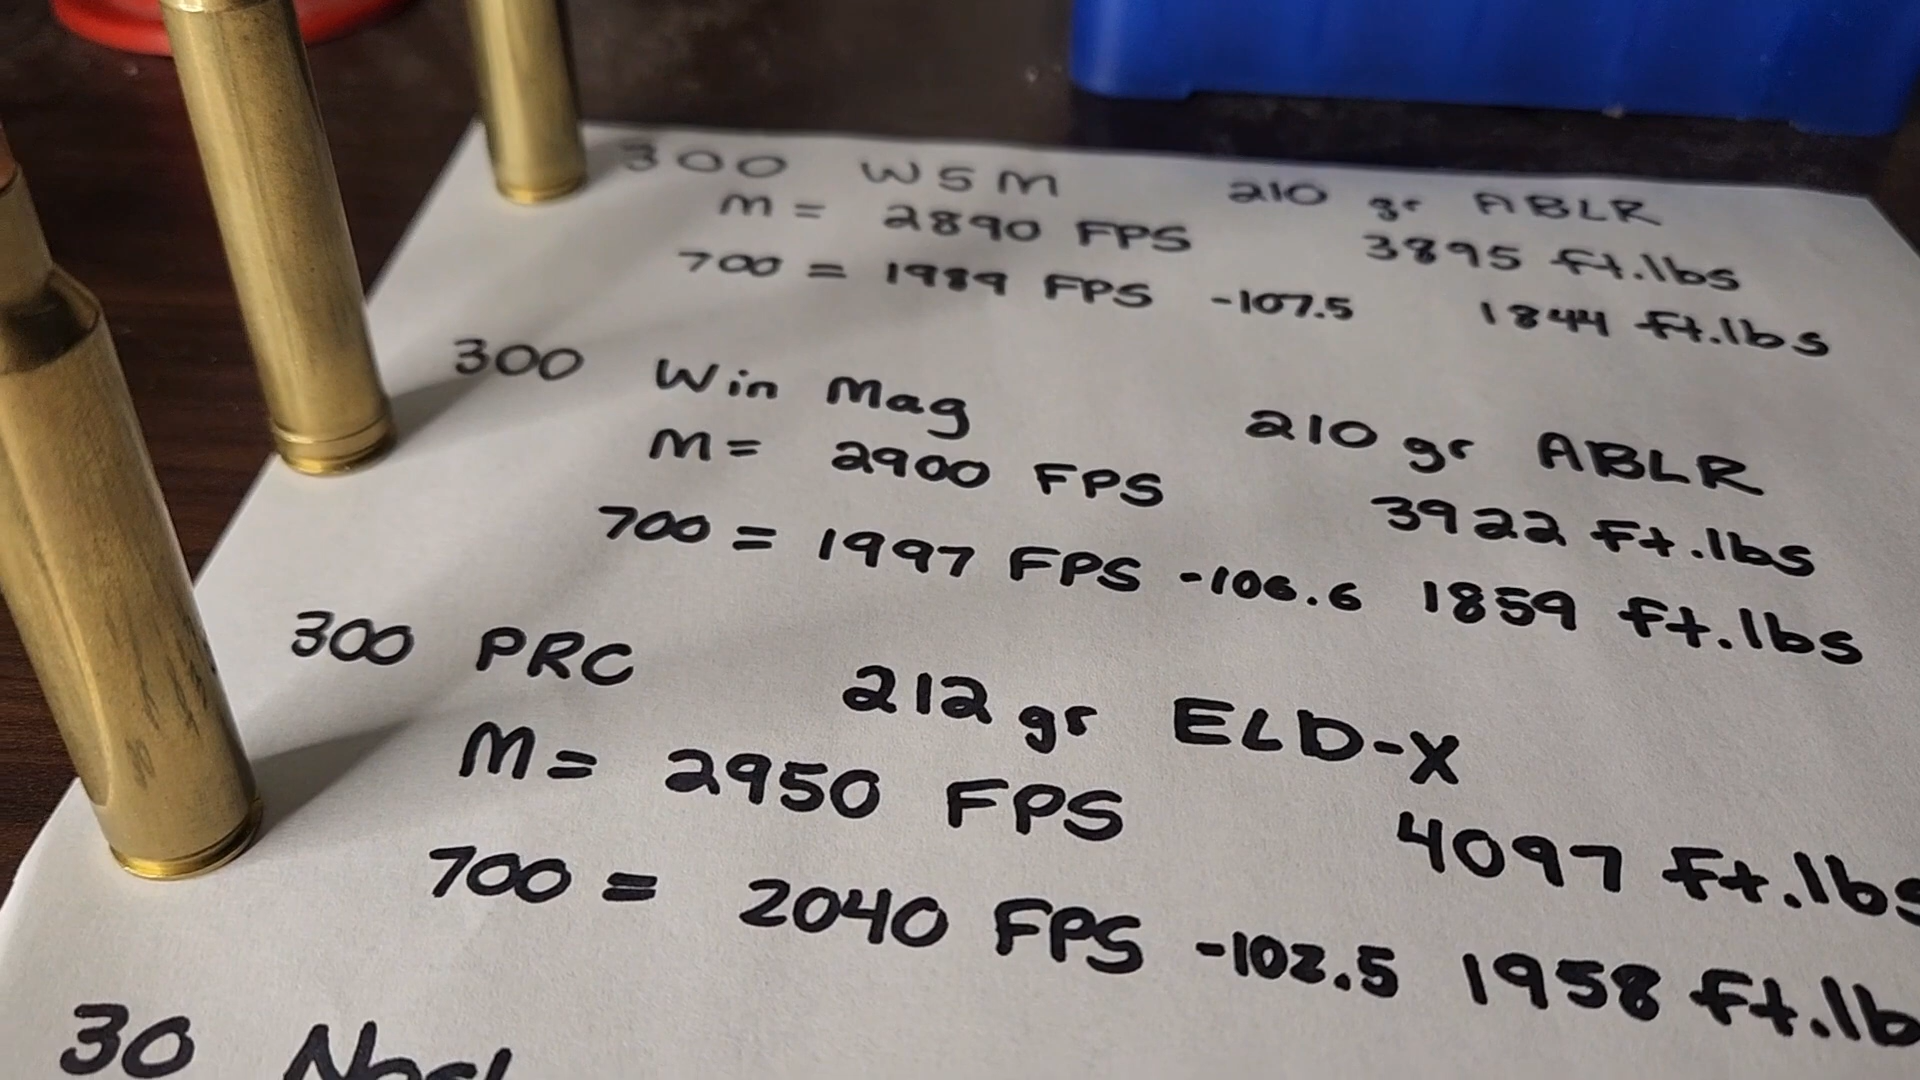 300 WSM 210 gr ABLR
M = 2890 FPS 3895 ft.lbs
700 = 1989 FPS -107.5 1844 ft.lbs
300 Win Mag 210 gr ABLR
M = 2900 FPS 3922 ft.lbs
700 = 1997 FPS -106.6 1859 ft.lbs
300 PRC 212 gr ELD-X
M = 2950 FPS 4097 ft.lbs
700 = 2040 FPS -102.5 1958 ft.lb
30